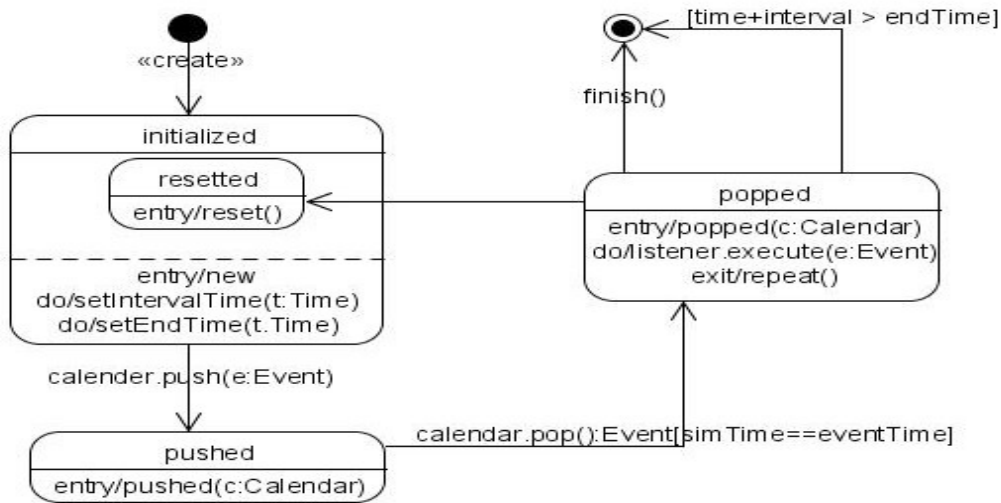 [time+interval > endTime]
«create»
finish()
initialized
resetted
entry/reset()
entry/new
do/setIntervalTime(t:Time)
do/setEndTime(t.Time)
popped
entry/popped(c:Calendar)
do/listener.execute(e:Event)
exit/repeat()
calender.push(e:Event)
calendar.pop():Event[simTime==eventTime]
pushed
entry/pushed(c:Calendar)